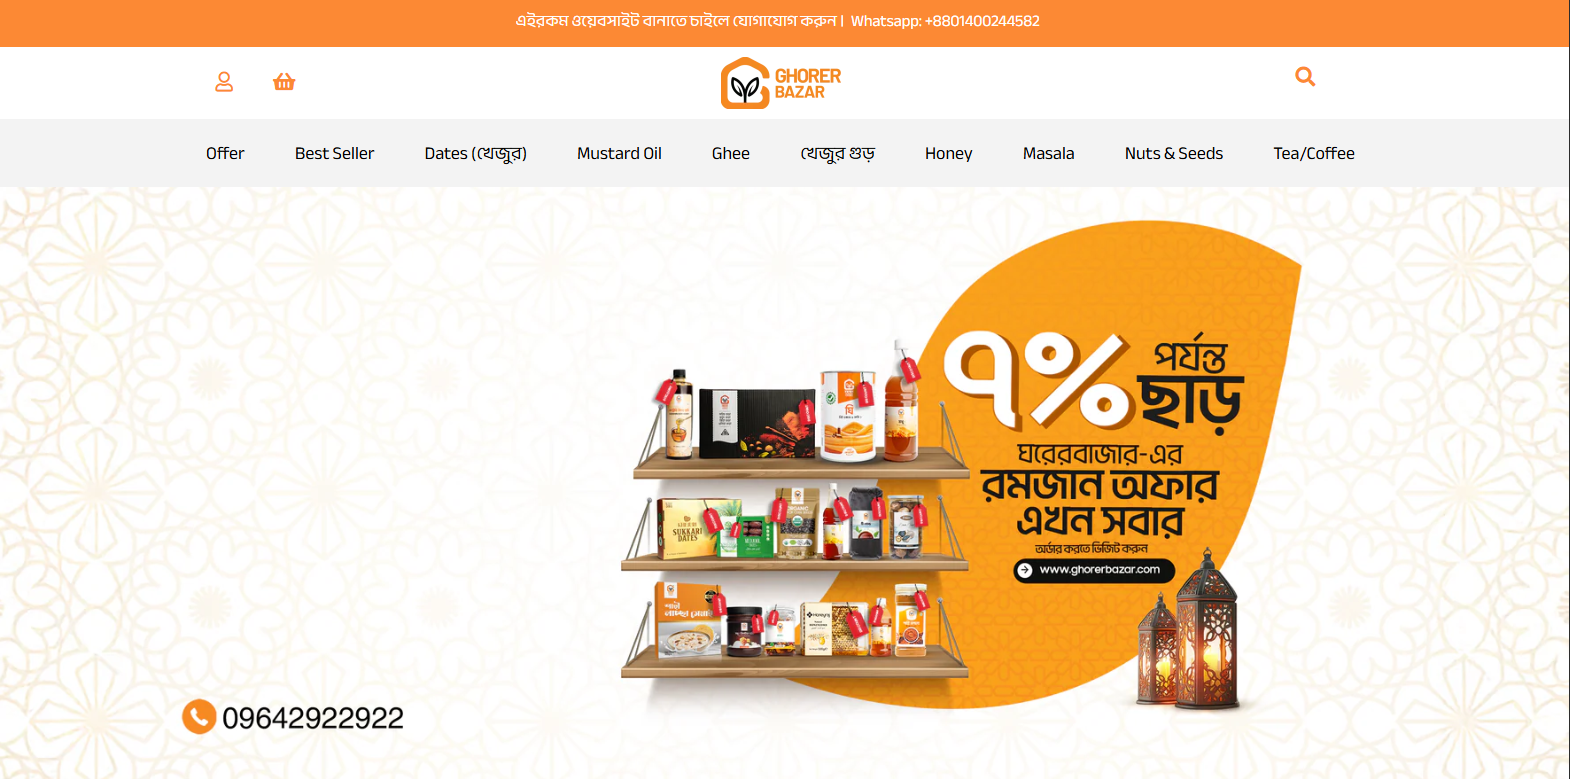 এইরকম ওয়েবসাইট বানাতে চাইলে যোগাযোগ করুন | Whatsapp: +8801400244582
GHORER
BAZAR
Offer Best Seller Dates (খেজুর) Mustard Oil Ghee খেজুর গুড় Honey Masala Nuts & Seeds Tea/Coffee
৭% পর্যন্ত
ছাড়
ঘরেরবাজার-এর
রমজান অফার
এখন সবার
অর্ডার করতে ভিজিট করুন
www.ghorerbazar.com
ঘি
SUKKARI
DATES
ORGANIC
09642922922